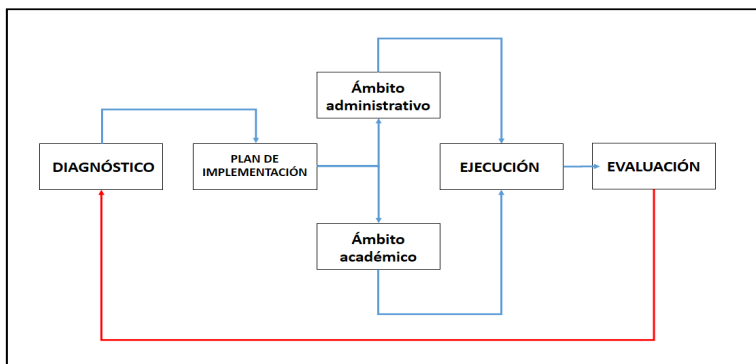 Ámbito
administrativo
DIAGNÓSTICO
PLAN DE
IMPLEMENTACIÓN
EJECUCIÓN
EVALUACIÓN
Ámbito
académico